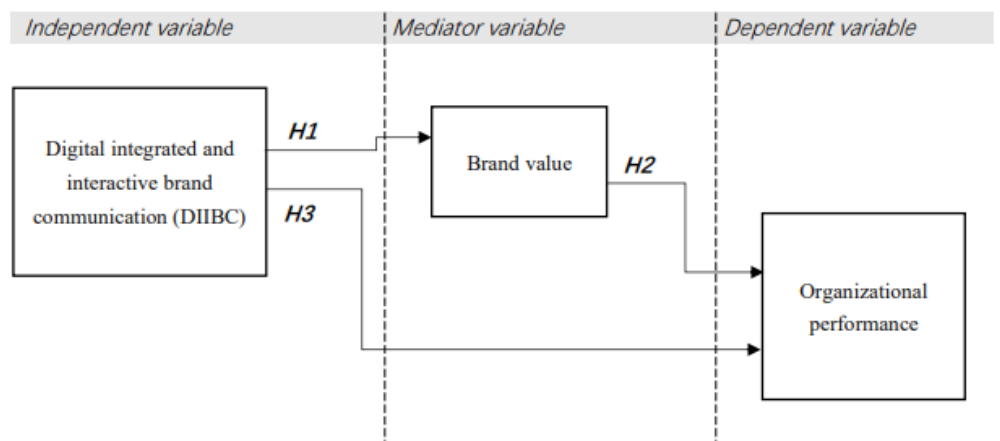 Independent variable
Mediator variable
Dependent variable
Digital integrated and
interactive brand
communication (DIIBC)
H1
H3
Brand value
H2
Organizational
performance